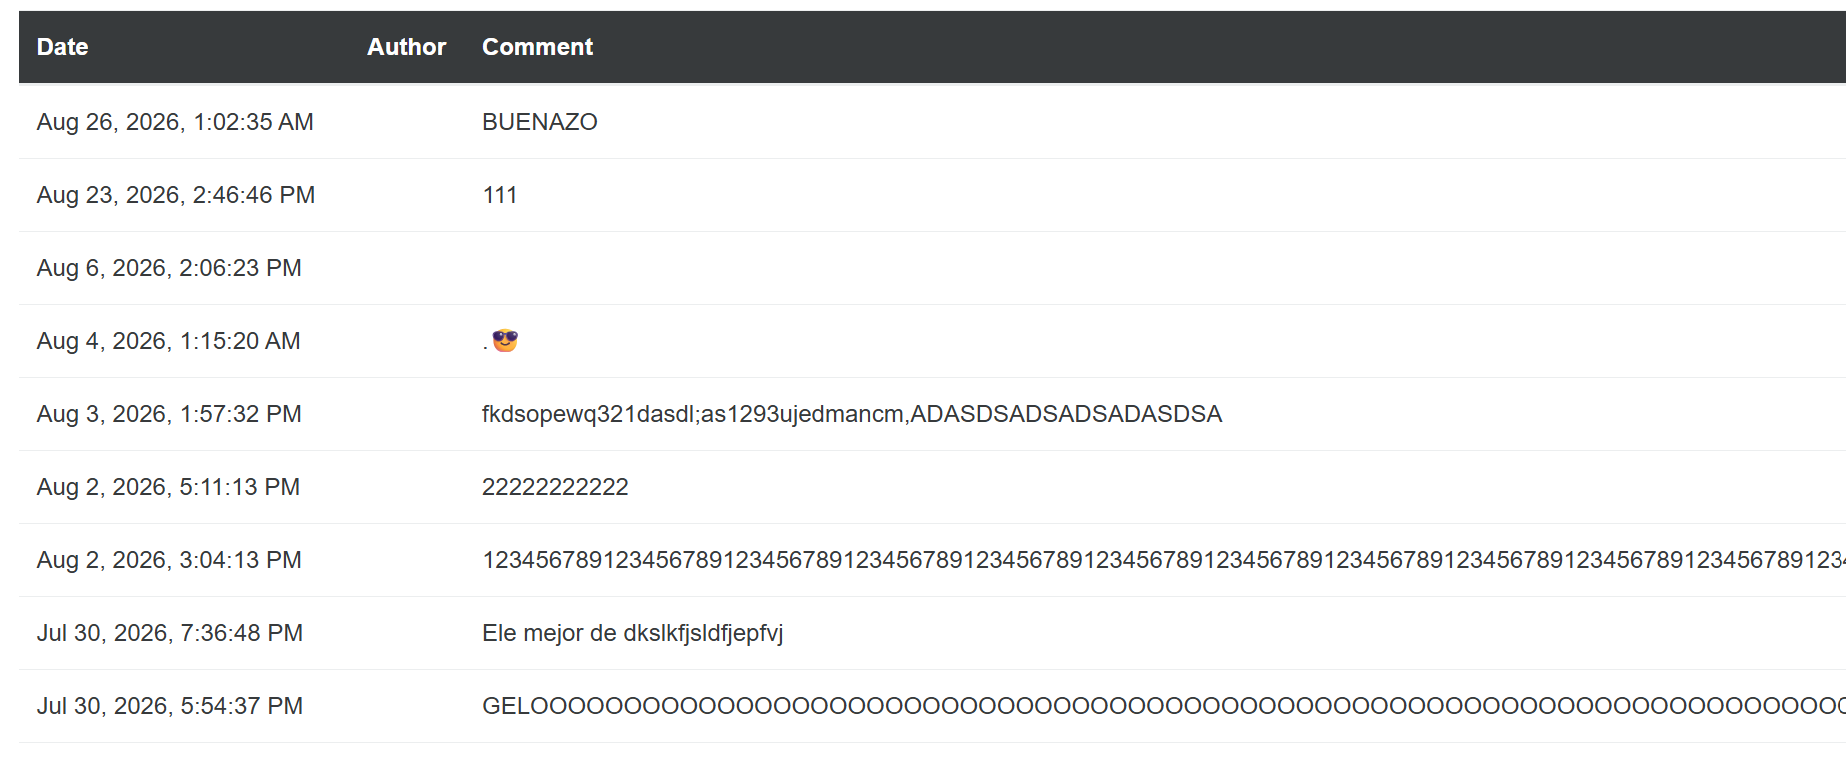 Date Author Comment
Aug 26, 2026, 1:02:35 AM BUENAZO
Aug 23, 2026, 2:46:46 PM 111
Aug 6, 2026, 2:06:23 PM
Aug 4, 2026, 1:15:20 AM .😎
Aug 3, 2026, 1:57:32 PM fkdsopewq321dasdl;as1293ujedmancm,ADASDSADSADSADASDSA
Aug 2, 2026, 5:11:13 PM 22222222222
Aug 2, 2026, 3:04:13 PM 123456789123456789123456789123456789123456789123456789123456789123456789123456789123456789123456789123
Jul 30, 2026, 7:36:48 PM Ele mejor de dkslkfjsldfjepfvj
Jul 30, 2026, 5:54:37 PM GELOOOOOOOOOOOOOOOOOOOOOOOOOOOOOOOOOOOOOOOOOOOOOOOOOOOOOOOOOOOOOOOOOOOOOOO